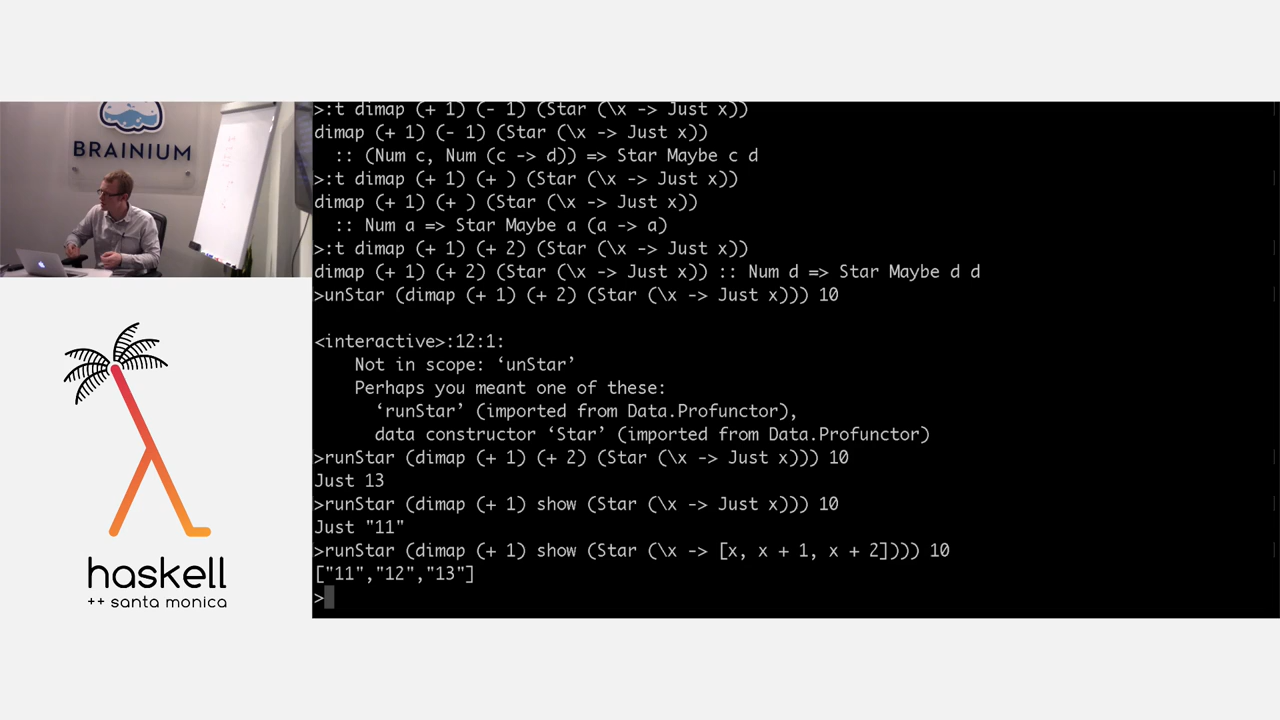 BRAINIUM
>:t dimap (+ 1) (- 1) (Star (\x -> Just x))
dimap (+ 1) (- 1) (Star (\x -> Just x))
  :: (Num c, Num (c -> d)) => Star Maybe c d
>:t dimap (+ 1) (+ ) (Star (\x -> Just x))
dimap (+ 1) (+ ) (Star (\x -> Just x))
  :: Num a => Star Maybe a (a -> a)
>:t dimap (+ 1) (+ 2) (Star (\x -> Just x))
dimap (+ 1) (+ 2) (Star (\x -> Just x)) :: Num d => Star Maybe d d
>unStar (dimap (+ 1) (+ 2) (Star (\x -> Just x))) 10
<interactive>:12:1:
    Not in scope: ‘unStar’
    Perhaps you meant one of these:
      ‘runStar’ (imported from Data.Profunctor),
      data constructor ‘Star’ (imported from Data.Profunctor)
>runStar (dimap (+ 1) (+ 2) (Star (\x -> Just x))) 10
Just 13
>runStar (dimap (+ 1) show (Star (\x -> Just x))) 10
Just "11"
>runStar (dimap (+ 1) show (Star (\x -> [x, x + 1, x + 2]))) 10
["11","12","13"]
>
haskell
++ santa monica